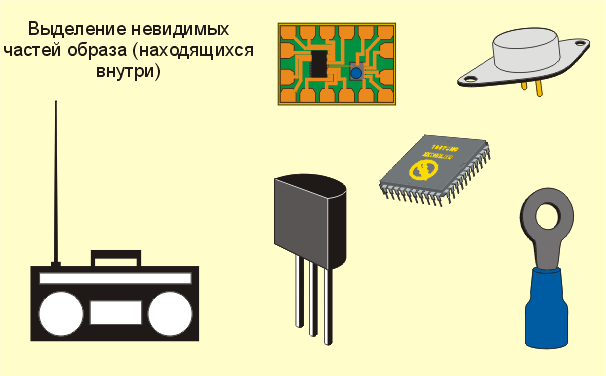 Выделение невидимых
частей образа (находящихся
внутри)